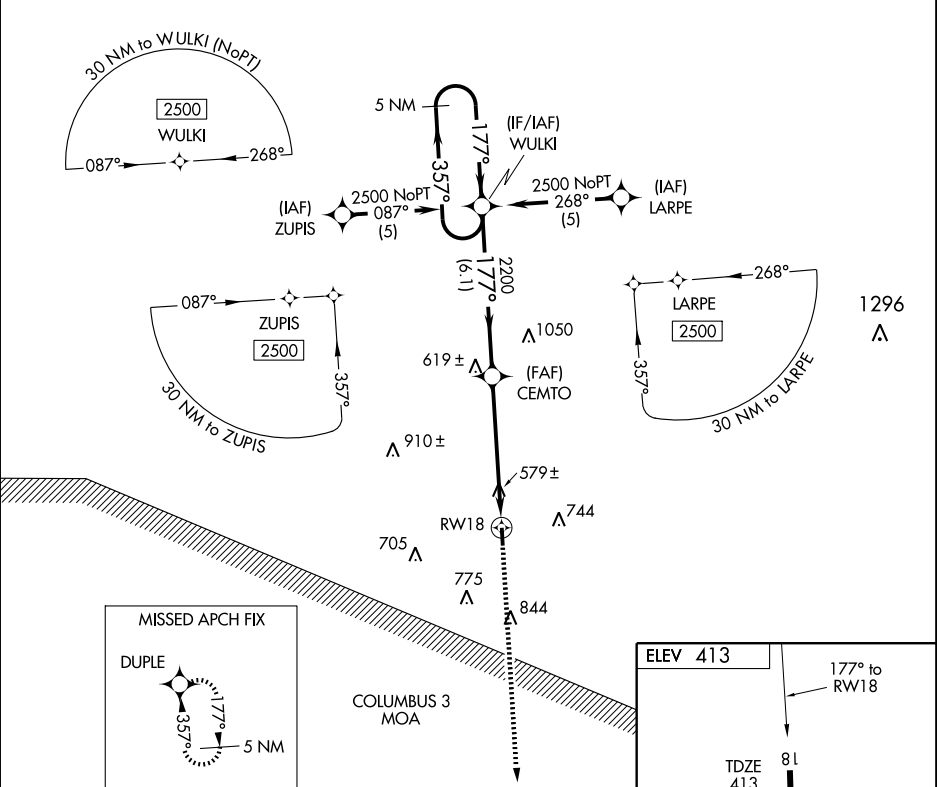 30 NM to WULKI (NoPT)
2500
WULKI
087°
268°
5 NM
177°
357°
(IF/IAF)
WULKI
(IAF)
ZUPIS
2500 NoPT
087°
(5)
2500 NoPT
268°
(5)
(IAF)
LARPE
2200
177°
(6.1)
087°
ZUPIS
2500
357°
30 NM to ZUPIS
268°
LARPE
2500
357°
30 NM to LARPE
1296
1050
619±
(FAF)
CEMTO
910±
579±
RW18
744
705
775
844
MISSED APCH FIX
DUPLE
177°
357°
5 NM
COLUMBUS 3
MOA
ELEV 413
177° to
RW18
TDZE
413
18